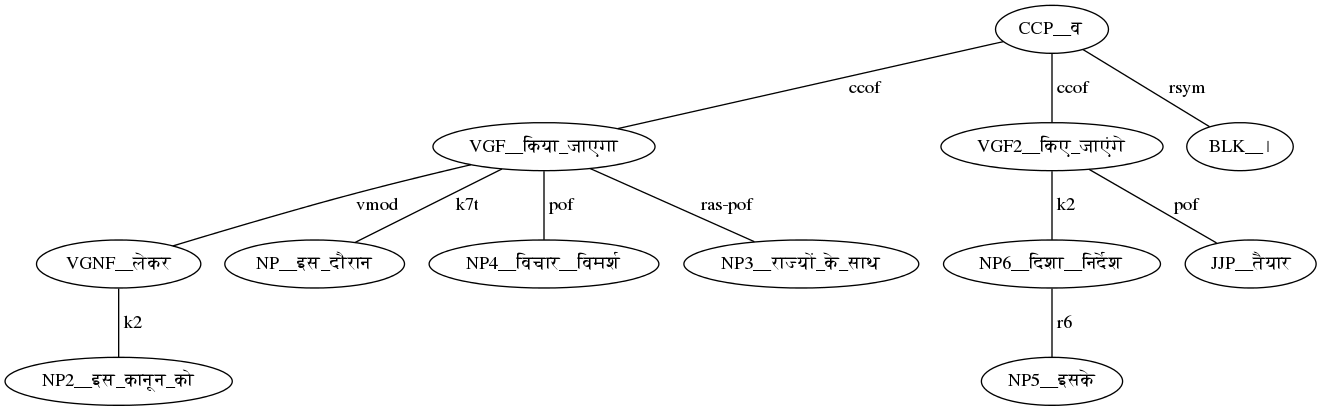 CCP__व
ccof ccof rsym
VGF__किया_जाएगा VGF2__किए_जाएंगे BLK__।
vmod k7t pof ras-pof k2 pof
VGNF__लेकर NP__इस_दौरान NP4__विचार__विमर्श NP3__राज्यों_के_साथ NP6__दिशा__निर्देश JJP__तैयार
k2 r6
NP2__इस_कानून_को NP5__इसके